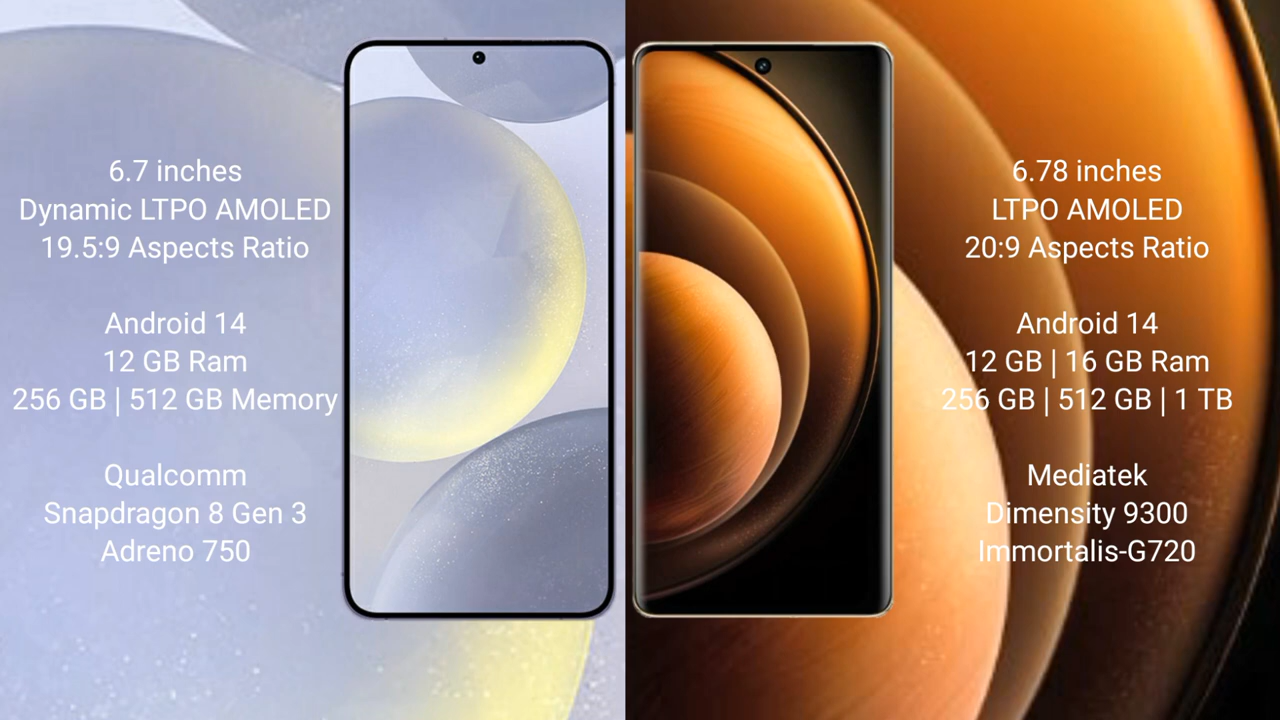 6.7 inches
Dynamic LTPO AMOLED
19.5:9 Aspects Ratio
Android 14
12 GB Ram
256 GB | 512 GB Memory
Qualcomm
Snapdragon 8 Gen 3
Adreno 750
6.78 inches
LTPO AMOLED
20:9 Aspects Ratio
Android 14
12 GB | 16 GB Ram
256 GB | 512 GB | 1 TB
Mediatek
Dimensity 9300
Immortalis-G720